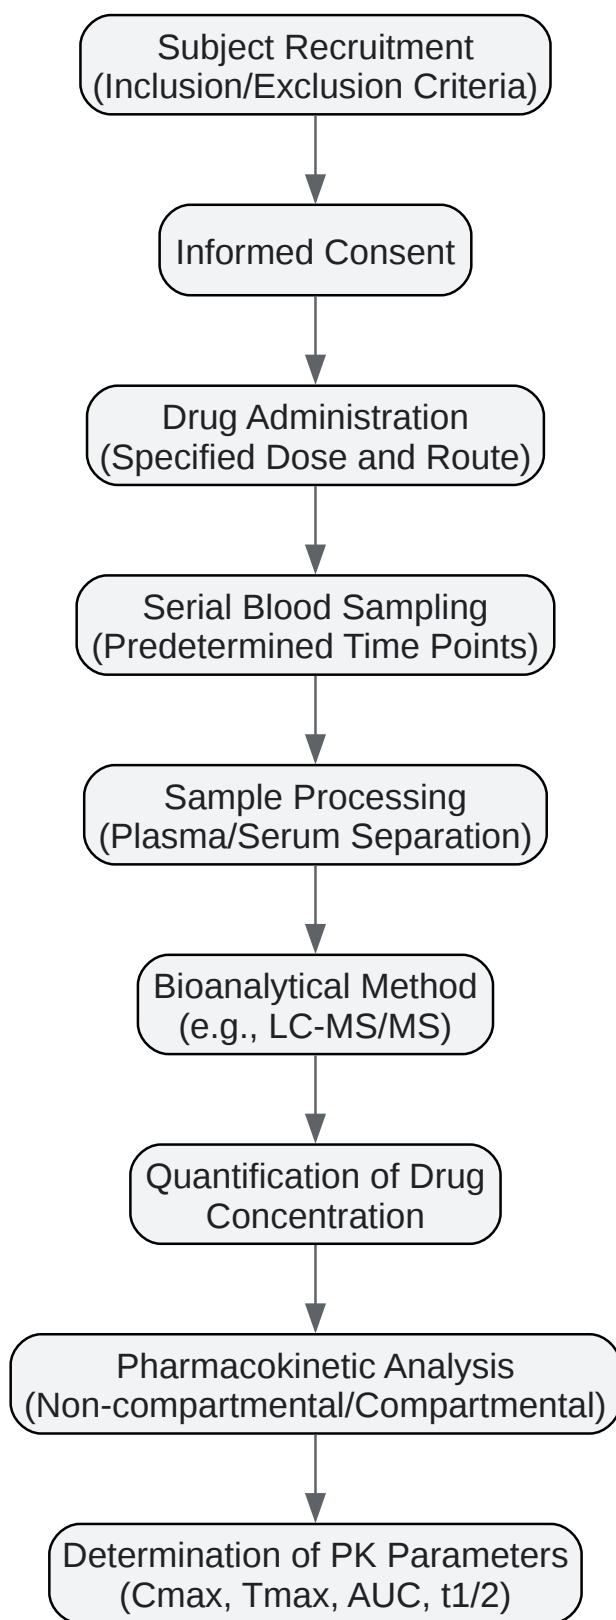 Subject Recruitment
(Inclusion/Exclusion Criteria)
Informed Consent
Drug Administration
(Specified Dose and Route)
Serial Blood Sampling
(Predetermined Time Points)
Sample Processing
(Plasma/Serum Separation)
Bioanalytical Method
(e.g., LC-MS/MS)
Quantification of Drug
Concentration
Pharmacokinetic Analysis
(Non-compartmental/Compartmental)
Determination of PK Parameters
(Cmax, Tmax, AUC, t1/2)